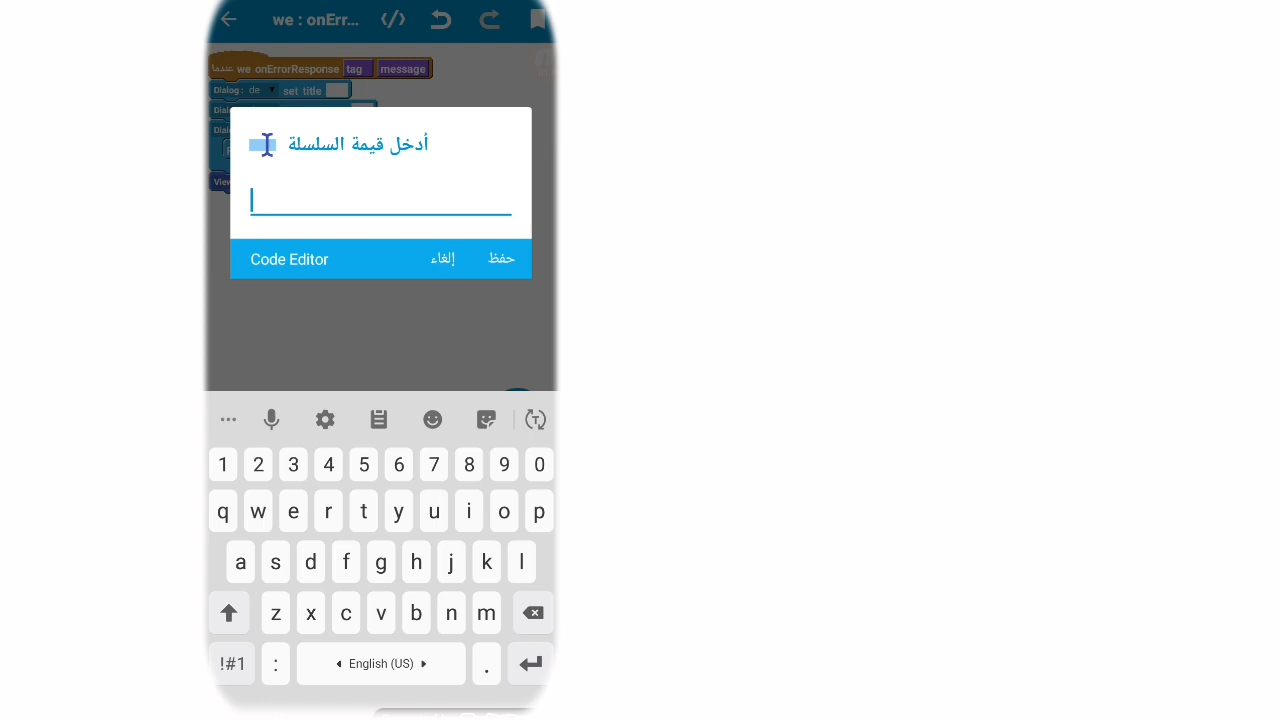 we : onErr...
عندما we onErrorResponse tag message
Dialog: de set title
أدخل قيمة السلسلة
Code Editor إلغاء حفظ
1 2 3 4 5 6 7 8 9 0
q w e r t y u i o p
a s d f g h j k l
z x c v b n m
!#1 : English (US) .